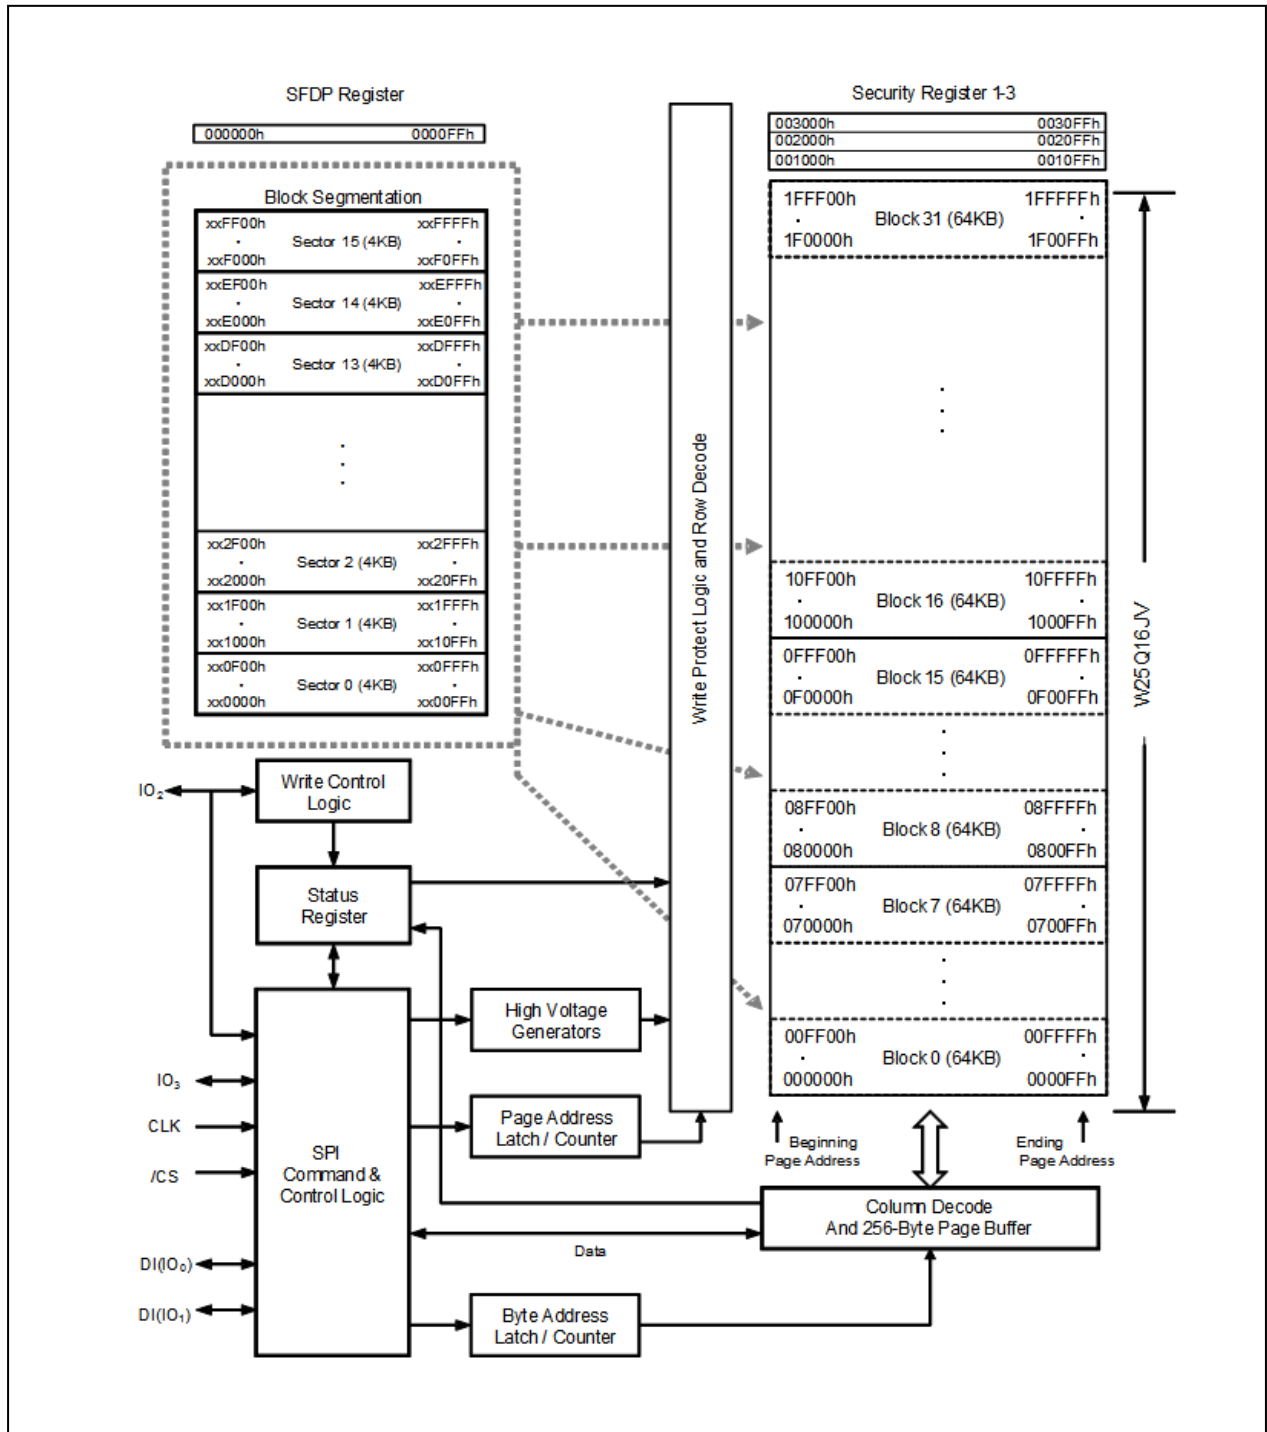 SFDP Register
000000h 0000FFh
Block Segmentation
xxFF00h xxFFFFh
Sector 15 (4KB)
xxF000h xxF0FFh
xxEF00h xxEFFFh
Sector 14 (4KB)
xxE000h xxE0FFh
xxDF00h xxDFFFh
Sector 13 (4KB)
xxD000h xxD0FFh
xx2F00h xx2FFFh
Sector 2 (4KB)
xx2000h xx20FFh
xx1F00h xx1FFFh
Sector 1 (4KB)
xx1000h xx10FFh
xx0F00h xx0FFFh
Sector 0 (4KB)
xx0000h xx00FFh
Write Protect Logic and Row Decode
Security Register 1-3
003000h 0030FFh
002000h 0020FFh
001000h 0010FFh
1FFF00h 1FFFFFh
Block 31 (64KB)
1F0000h 1F00FFh
10FF00h 10FFFFh
Block 16 (64KB)
100000h 1000FFh
0FFF00h 0FFFFFh
Block 15 (64KB)
0F0000h 0F00FFh
08FF00h 08FFFFh
Block 8 (64KB)
080000h 0800FFh
07FF00h 07FFFFh
Block 7 (64KB)
070000h 0700FFh
00FF00h 00FFFFh
Block 0 (64KB)
000000h 0000FFh
W25Q16JV
Beginning
Page Address
Ending
Page Address
IO₂
Write Control
Logic
Status
Register
High Voltage
Generators
IO₃
CLK
/CS
SPI
Command &
Control Logic
Page Address
Latch / Counter
Column Decode
And 256-Byte Page Buffer
Data
DI(IO₀)
DI(IO₁)
Byte Address
Latch / Counter